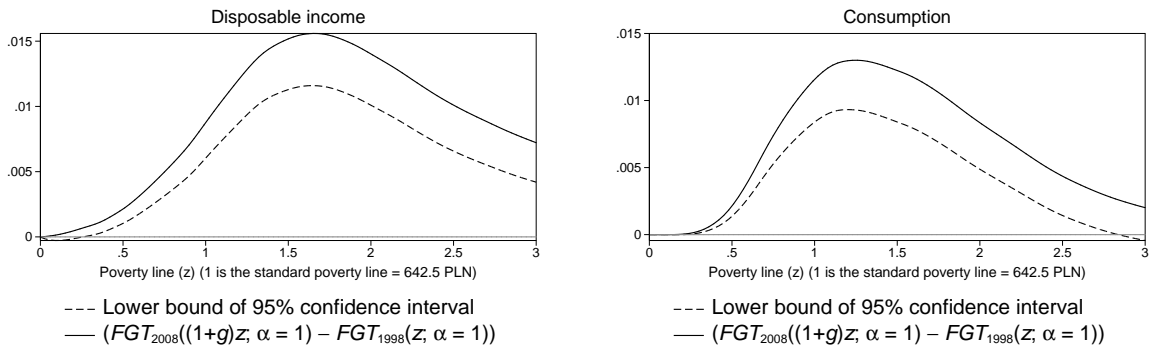 Disposable income
.015
.01
.005
0
0 .5 1 1.5 2 2.5 3
Poverty line (z) (1 is the standard poverty line = 642.5 PLN)
Lower bound of 95% confidence interval
(FGT2008((1+g)z; α = 1) − FGT1998(z; α = 1))
Consumption
.015
.01
.005
0
0 .5 1 1.5 2 2.5 3
Poverty line (z) (1 is the standard poverty line = 642.5 PLN)
Lower bound of 95% confidence interval
(FGT2008((1+g)z; α = 1) − FGT1998(z; α = 1))